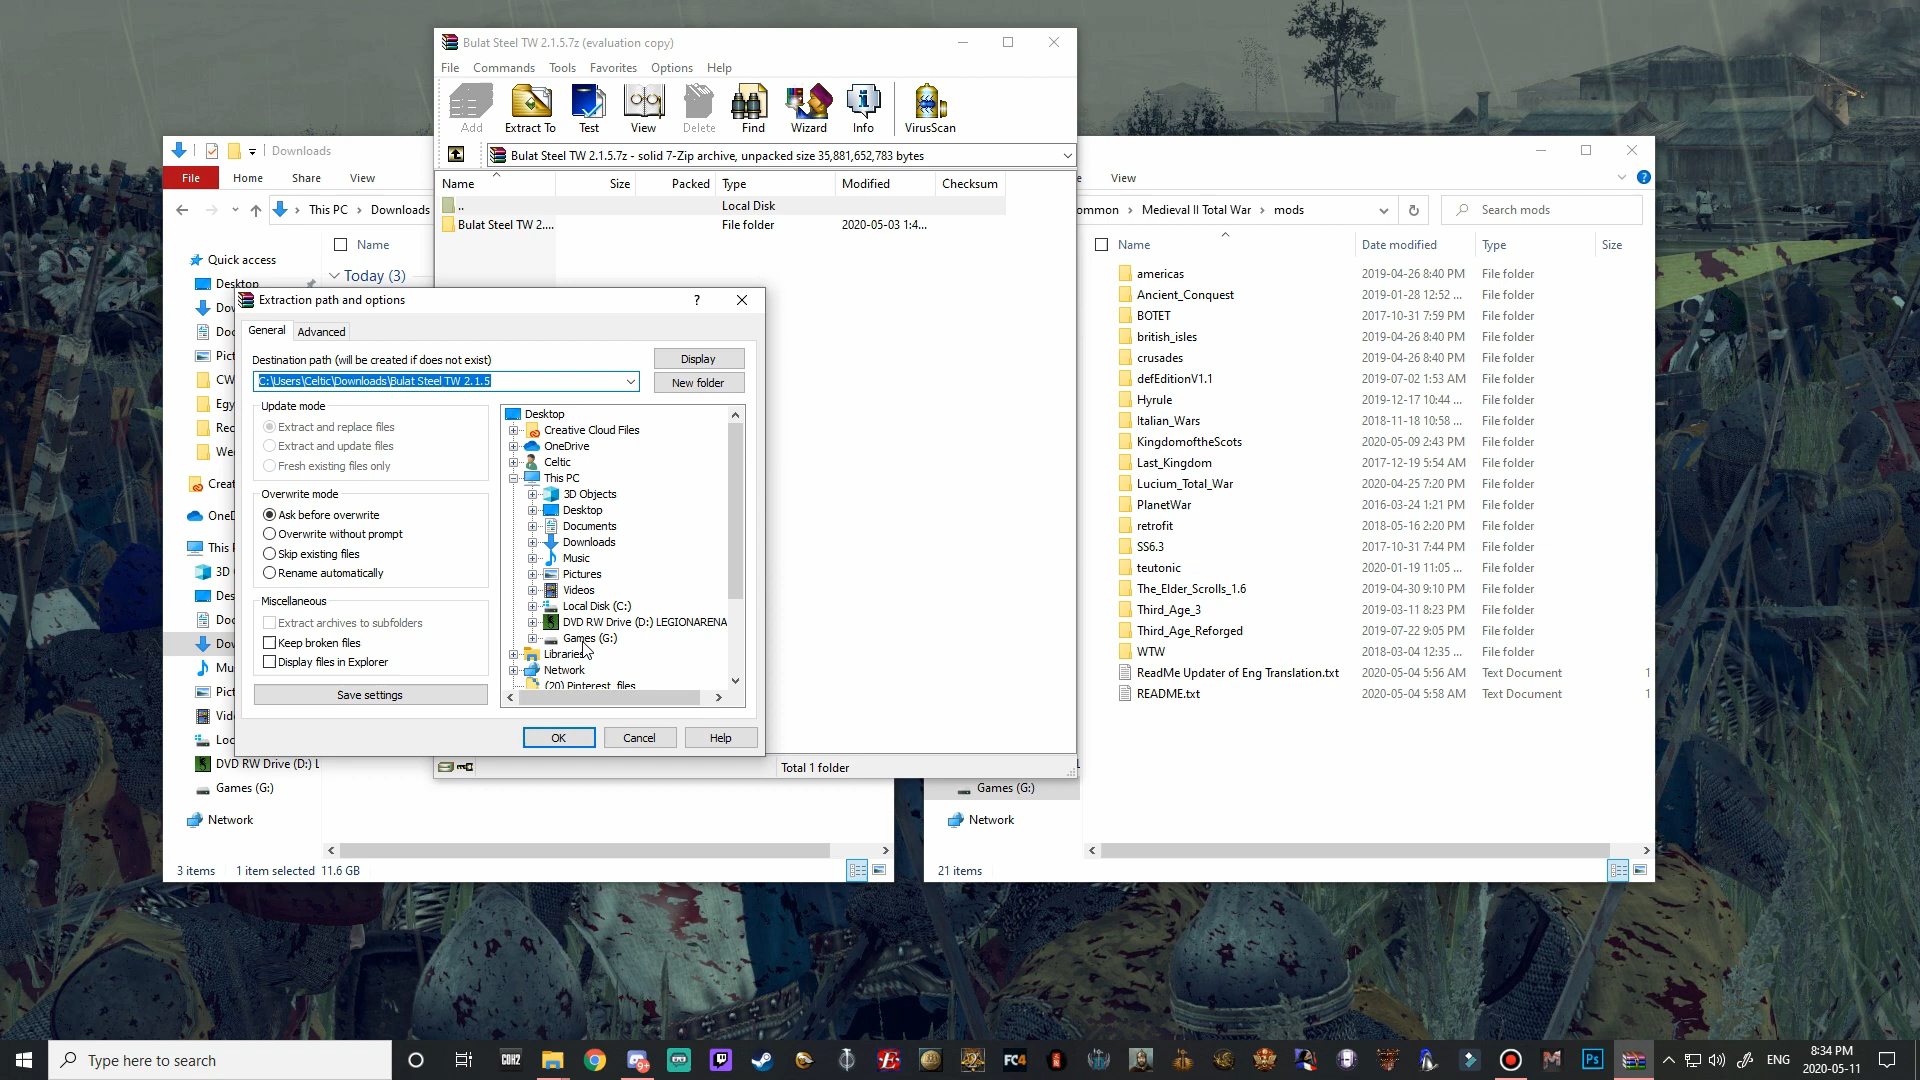 Bulat Steel TW 2.1.5.7z (evaluation copy)
File Commands Tools Favorites Options Help
Add Extract To Test View Delete Find Wizard Info VirusScan
Bulat Steel TW 2.1.5.7z - solid 7-Zip archive, unpacked size 35,881,652,783 bytes
Name Size Packed Type Modified Checksum
.. Local Disk
Bulat Steel TW 2.... File folder 2020-05-03 1:4...
Total 1 folder
Downloads
File Home Share View
This PC > Downloads
Name
Quick access
Today (3)
Desktop
DVD RW Drive (D:) L
Games (G:)
Network
3 items 1 item selected 11.6 GB
Extraction path and options
? 
General Advanced
Destination path (will be created if does not exist)
Display
C:\Users\Celtic\Downloads\Bulat Steel TW 2.1.5
New folder
Update mode
Extract and replace files
Extract and update files
Fresh existing files only
Overwrite mode
Ask before overwrite
Overwrite without prompt
Skip existing files
Rename automatically
Miscellaneous
Extract archives to subfolders
Keep broken files
Display files in Explorer
Save settings
Desktop
Creative Cloud Files
OneDrive
Celtic
This PC
3D Objects
Desktop
Documents
Downloads
Music
Pictures
Videos
Local Disk (C:)
DVD RW Drive (D:) LEGIONARENA
Games (G:)
Libraries
Network
(20) Pinterest_files
OK Cancel Help
View
ommon > Medieval II Total War > mods
Search mods
Name Date modified Type Size
americas 2019-04-26 8:40 PM File folder
Ancient_Conquest 2019-01-28 12:52 ... File folder
BOTET 2017-10-31 7:59 PM File folder
british_isles 2019-04-26 8:40 PM File folder
crusades 2019-04-26 8:40 PM File folder
defEditionV1.1 2019-07-02 1:53 AM File folder
Hyrule 2019-12-17 10:44 ... File folder
Italian_Wars 2018-11-18 10:58 ... File folder
KingdomoftheScots 2020-05-09 2:43 PM File folder
Last_Kingdom 2017-12-19 5:54 AM File folder
Lucium_Total_War 2020-04-25 7:20 PM File folder
PlanetWar 2016-03-24 1:21 PM File folder
retrofit 2018-05-16 2:20 PM File folder
SS6.3 2017-10-31 7:44 PM File folder
teutonic 2020-01-19 11:05 ... File folder
The_Elder_Scrolls_1.6 2019-04-30 9:10 PM File folder
Third_Age_3 2019-03-11 8:23 PM File folder
Third_Age_Reforged 2019-07-22 9:05 PM File folder
WTW 2018-03-04 12:35 ... File folder
ReadMe Updater of Eng Translation.txt 2020-05-04 5:56 AM Text Document 1
README.txt 2020-05-04 5:58 AM Text Document 1
Games (G:)
Network
21 items
Type here to search
COH2
FC4
Ps
ENG
8:34 PM
2020-05-11